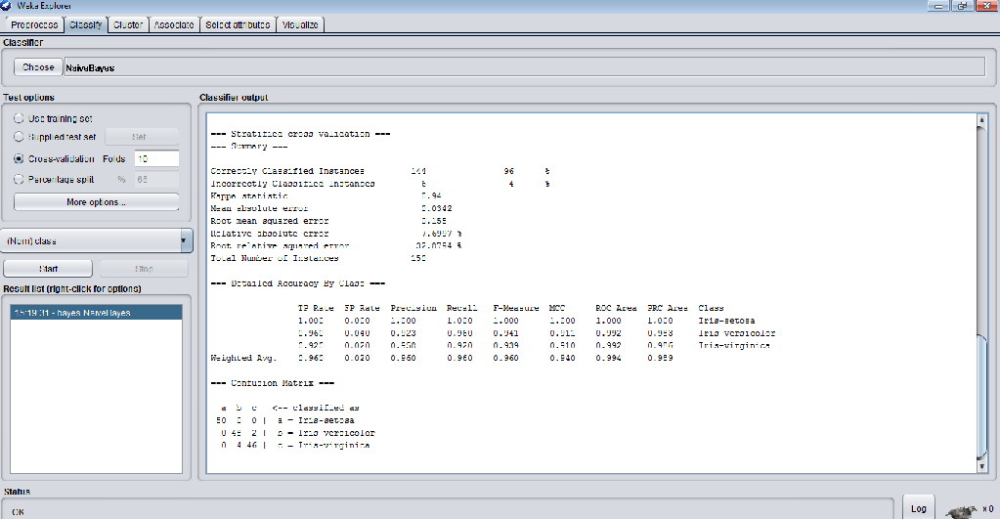 Weka Explorer
Preprocess Classify Cluster Associate Select attributes Visualize
Classifier
Choose NaiveBayes
Test options
Use training set
Supplied test set Set
Cross-validation Folds 10
Percentage split % 66
More options...
(Nom) class
Start Stop
Result list (right-click for options)
15:19:31 - bayes.NaiveBayes
Classifier output
=== Stratified cross-validation ===
=== Summary ===
Correctly Classified Instances 144 96 %
Incorrectly Classified Instances 6 4 %
Kappa statistic 0.94
Mean absolute error 0.0342
Root mean squared error 0.155
Relative absolute error 7.6997 %
Root relative squared error 32.8794 %
Total Number of Instances 150
=== Detailed Accuracy By Class ===
TP Rate FP Rate Precision Recall F-Measure MCC ROC Area PRC Area Class
1.000 0.000 1.000 1.000 1.000 1.000 1.000 1.000 Iris-setosa
0.960 0.040 0.923 0.960 0.941 0.911 0.992 0.983 Iris-versicolor
0.920 0.020 0.958 0.920 0.939 0.910 0.992 0.986 Iris-virginica
Weighted Avg. 0.960 0.020 0.960 0.960 0.960 0.940 0.994 0.989
=== Confusion Matrix ===
a b c <-- classified as
50 0 0 | a = Iris-setosa
0 48 2 | b = Iris-versicolor
0 4 46 | c = Iris-virginica
Status
OK
Log x 0